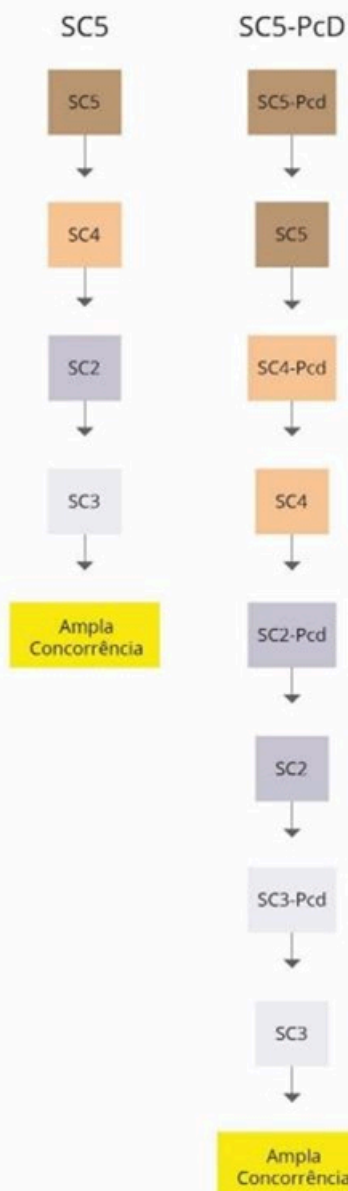 SC5
SC5
SC4
SC2
SC3
Ampla
Concorrência
SC5-PcD
SC5-Pcd
SC5
SC4-Pcd
SC4
SC2-Pcd
SC2
SC3-Pcd
SC3
Ampla
Concorrência